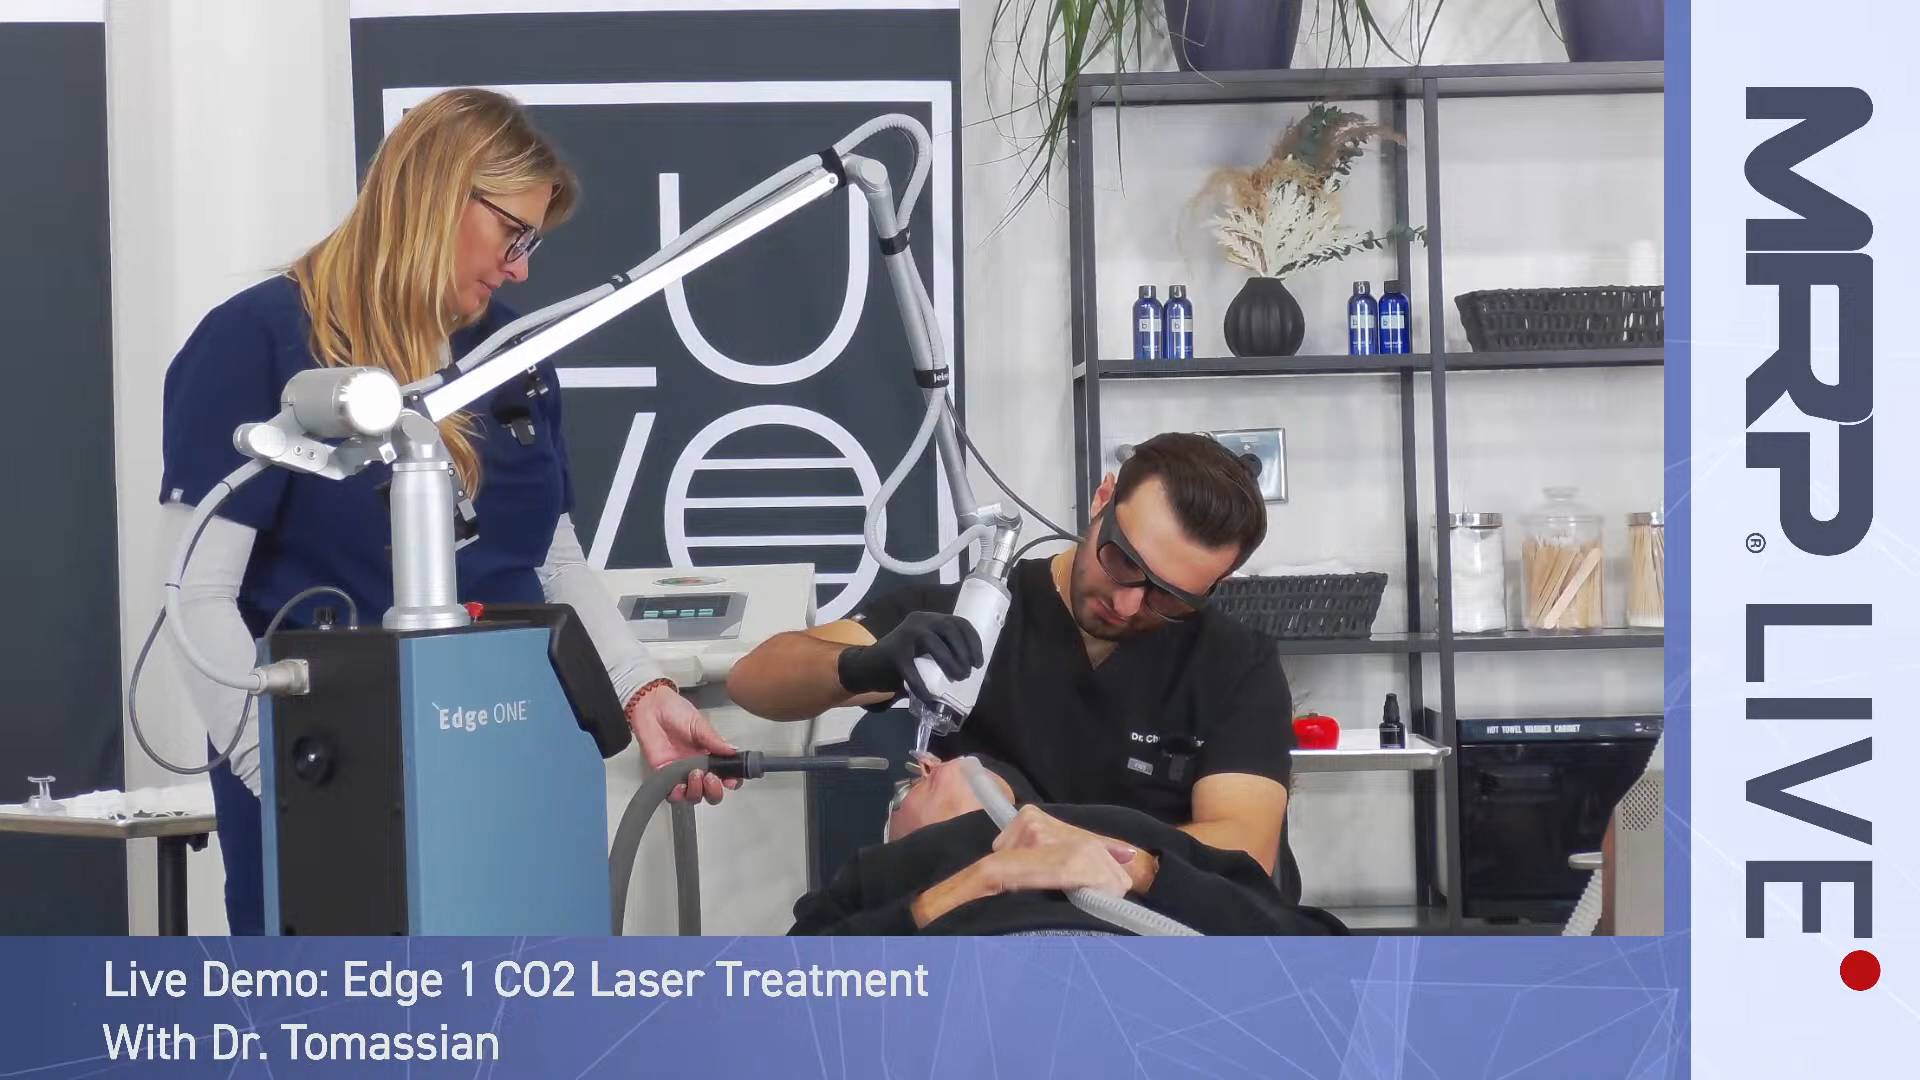 Edge ONE
HOT TOWEL WARMER CABINET
MRP® LIVE
Live Demo: Edge 1 CO2 Laser Treatment
With Dr. Tomassian